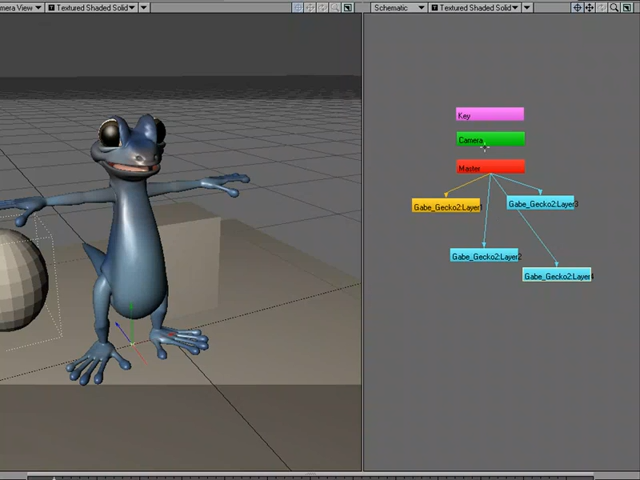 mera View Textured Shaded Solid
Schematic Textured Shaded Solid
Key
Camera
Master
Gabe_Gecko2:Layer1
Gabe_Gecko2:Layer3
Gabe_Gecko2:Layer2
Gabe_Gecko2:Layer4